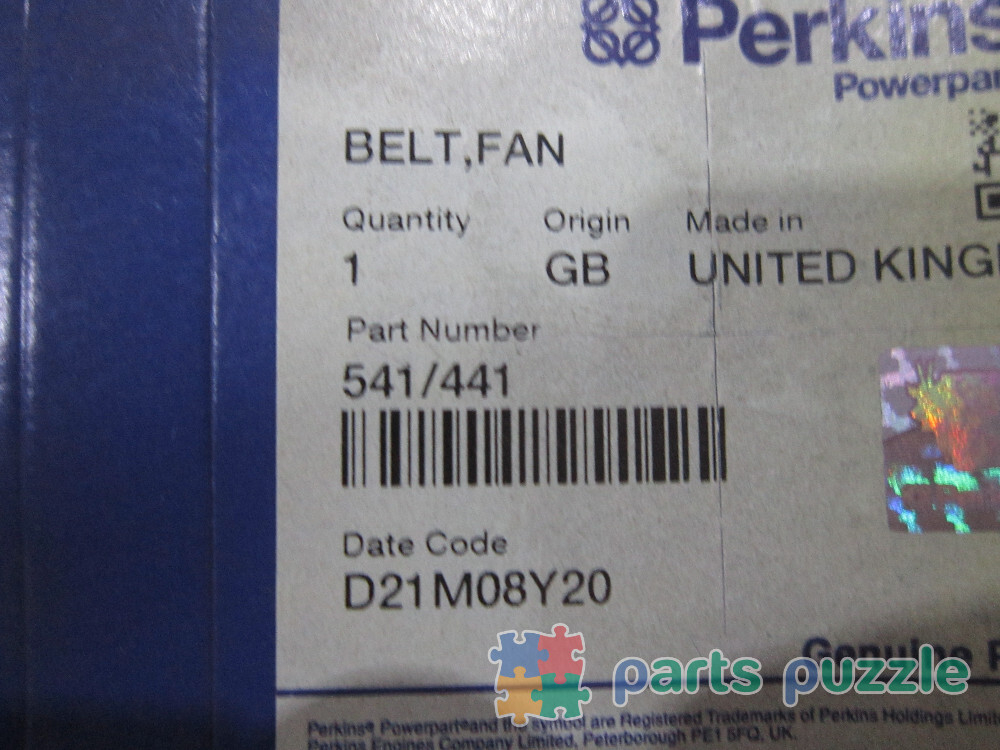 Perkins
Powerpar
BELT,FAN
Quantity Origin Made in
1 GB UNITED KING
Part Number
541/441
Date Code
D21M08Y20
Genuine P
parts puzzle
Perkins® Powerpart®and the symbol are Registered Trademarks of Perkins Holdings Limit
Perkins Engines Company Limited, Peterborough PE1 5FQ, UK.